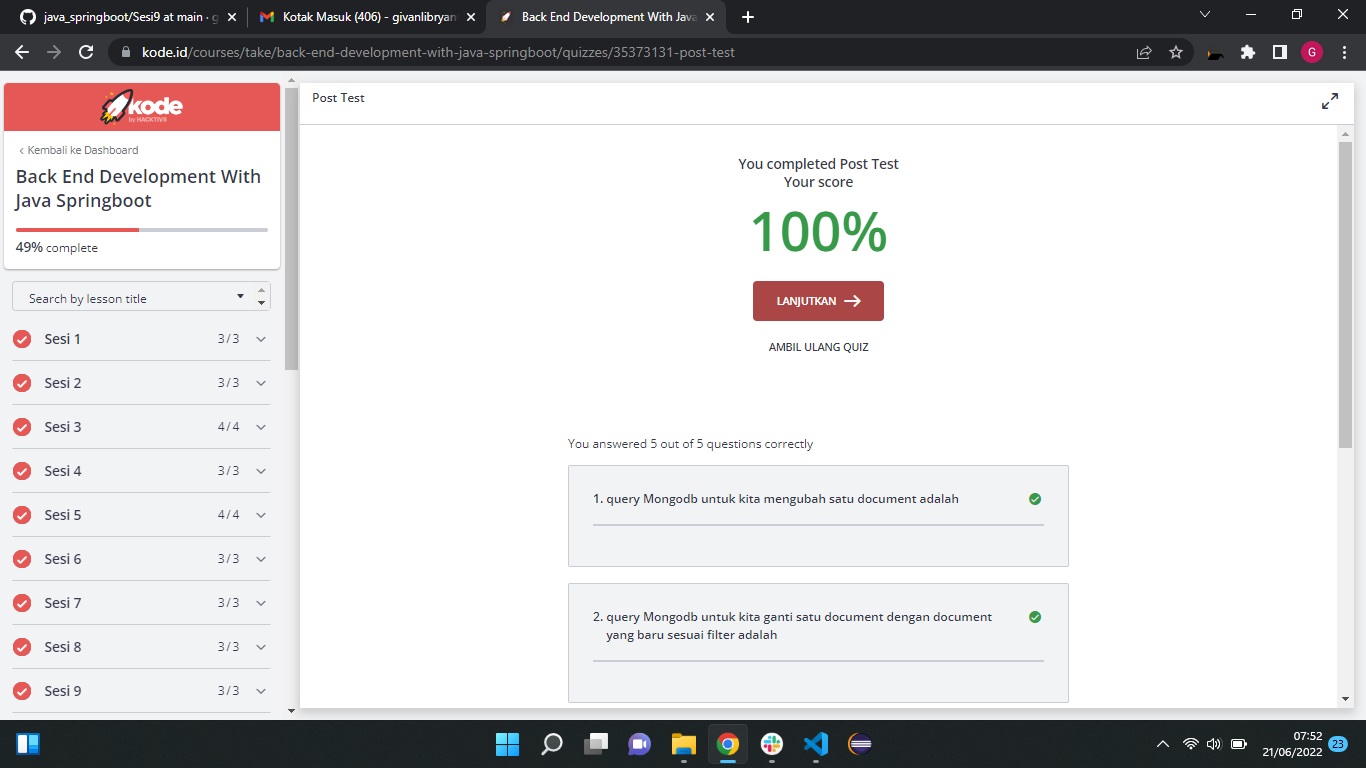 java_springboot/Sesi9 at main · g
Kotak Masuk (406) - givanlibryan
Back End Development With Java
kode.id/courses/take/back-end-development-with-java-springboot/quizzes/35373131-post-test
G
kode
by HACKTIV8
Kembali ke Dashboard
Back End Development With
Java Springboot
49% complete
Search by lesson title
Sesi 1 3/3
Sesi 2 3/3
Sesi 3 4/4
Sesi 4 3/3
Sesi 5 4/4
Sesi 6 3/3
Sesi 7 3/3
Sesi 8 3/3
Sesi 9 3/3
Post Test
You completed Post Test
Your score
100%
LANJUTKAN
AMBIL ULANG QUIZ
You answered 5 out of 5 questions correctly
1. query Mongodb untuk kita mengubah satu document adalah
2. query Mongodb untuk kita ganti satu document dengan document
yang baru sesuai filter adalah
07:52
21/06/2022
23